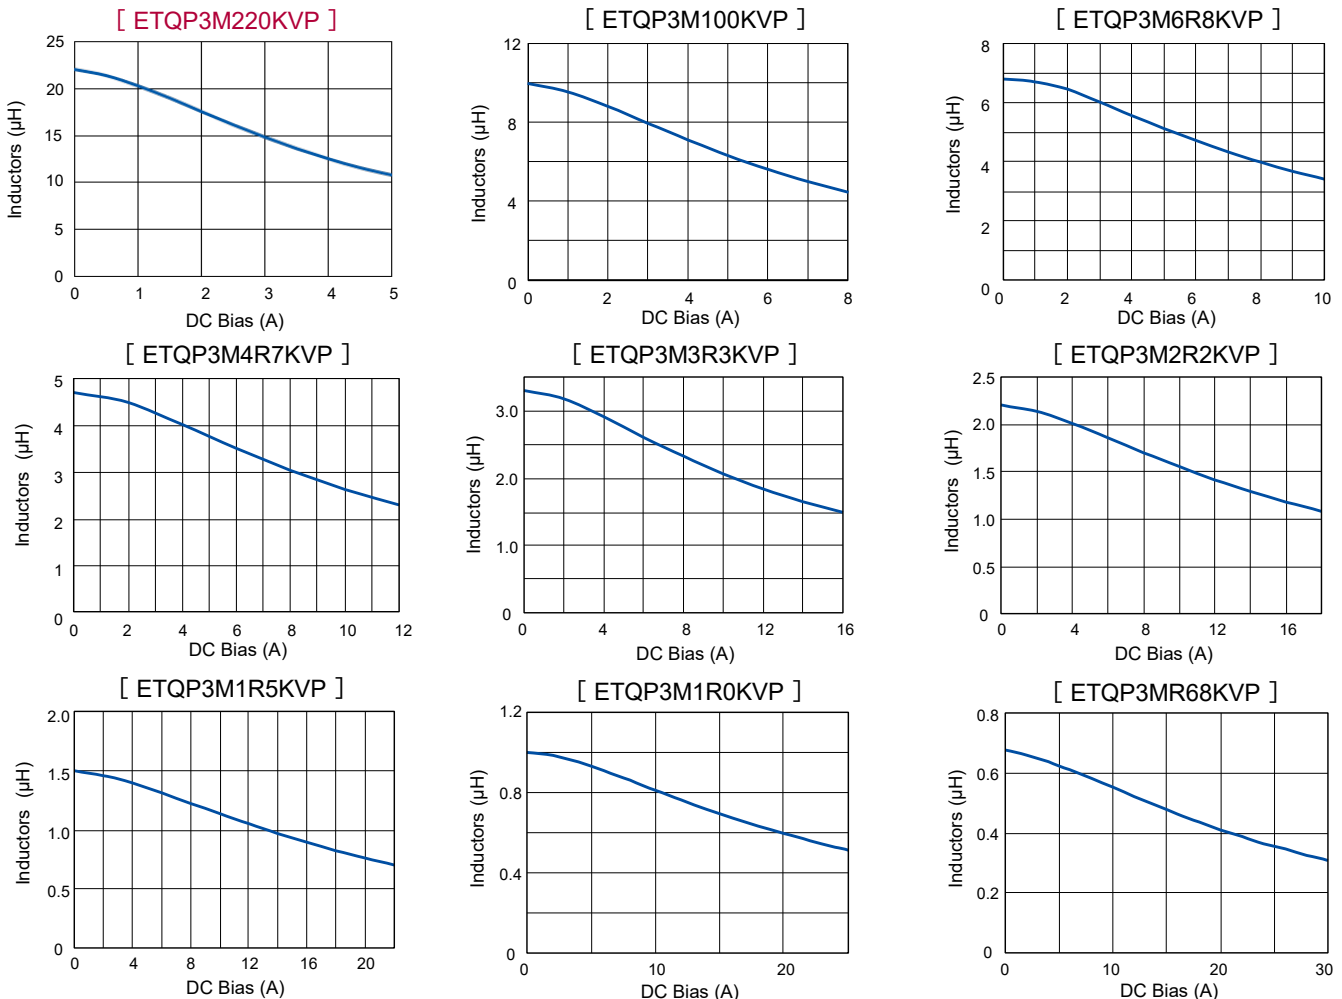 [ ETQP3M220KVP ]
25
20
15
10
5
0
Inductors (μH)
0 1 2 3 4 5
DC Bias (A)
[ ETQP3M100KVP ]
12
8
4
0
Inductors (μH)
0 2 4 6 8
DC Bias (A)
[ ETQP3M6R8KVP ]
8
6
4
2
0
Inductors (μH)
0 2 4 6 8 10
DC Bias (A)
[ ETQP3M4R7KVP ]
5
4
3
2
1
0
Inductors (μH)
0 2 4 6 8 10 12
DC Bias (A)
[ ETQP3M3R3KVP ]
3.0
2.0
1.0
0
Inductors (μH)
0 4 8 12 16
DC Bias (A)
[ ETQP3M2R2KVP ]
2.5
2.0
1.5
1.0
0.5
0
Inductors (μH)
0 4 8 12 16
DC Bias (A)
[ ETQP3M1R5KVP ]
2.0
1.5
1.0
0.5
0
Inductors (μH)
0 4 8 12 16 20
DC Bias (A)
[ ETQP3M1R0KVP ]
1.2
0.8
0.4
0
Inductors (μH)
0 10 20
DC Bias (A)
[ ETQP3MR68KVP ]
0.8
0.6
0.4
0.2
0
Inductors (μH)
0 10 20 30
DC Bias (A)